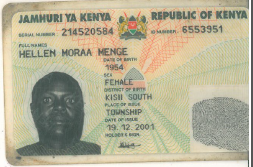 JAMHURI YA KENYA REPUBLIC OF KENYA
SERIAL NUMBER: 214520584 ID NUMBER: 6553951
FULL NAMES
HELLEN MORAA MENGE
DATE OF BIRTH
1954
SEX
FEMALE
DISTRICT OF BIRTH
KISII SOUTH
PLACE OF ISSUE
TOWNSHIP
DATE OF ISSUE
19. 12. 2001
HOLDER'S SIGN.